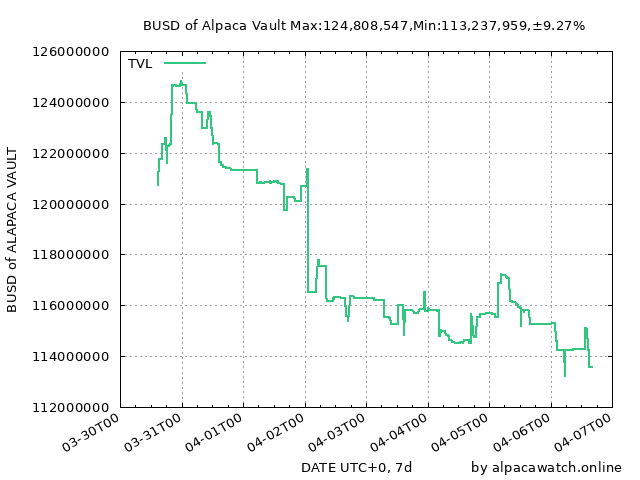 BUSD of Alpaca Vault Max:124,808,547,Min:113,237,959,±9.27%
TVL
126000000
124000000
122000000
120000000
118000000
116000000
114000000
112000000
BUSD of ALAPACA VAULT
03-30T00
03-31T00
04-01T00
04-02T00
04-03T00
04-04T00
04-05T00
04-06T00
04-07T00
DATE UTC+0, 7d
by alpacawatch.online